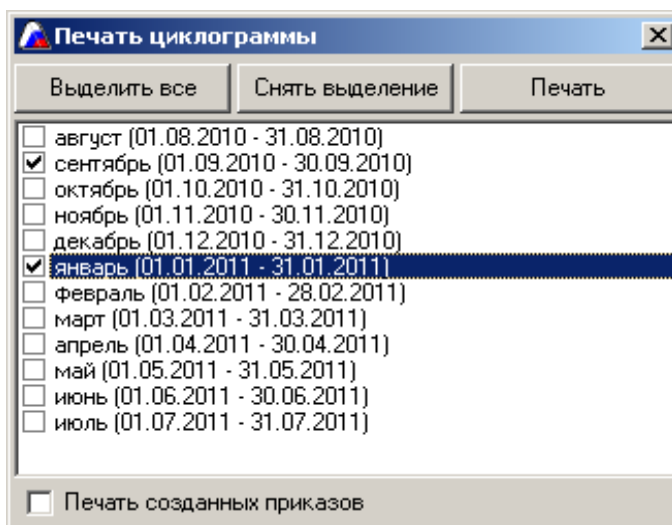 Печать циклограммы
Выделить все Снять выделение Печать
август (01.08.2010 - 31.08.2010)
сентябрь (01.09.2010 - 30.09.2010)
октябрь (01.10.2010 - 31.10.2010)
ноябрь (01.11.2010 - 30.11.2010)
декабрь (01.12.2010 - 31.12.2010)
январь (01.01.2011 - 31.01.2011)
февраль (01.02.2011 - 28.02.2011)
март (01.03.2011 - 31.03.2011)
апрель (01.04.2011 - 30.04.2011)
май (01.05.2011 - 31.05.2011)
июнь (01.06.2011 - 30.06.2011)
июль (01.07.2011 - 31.07.2011)
Печать созданных приказов